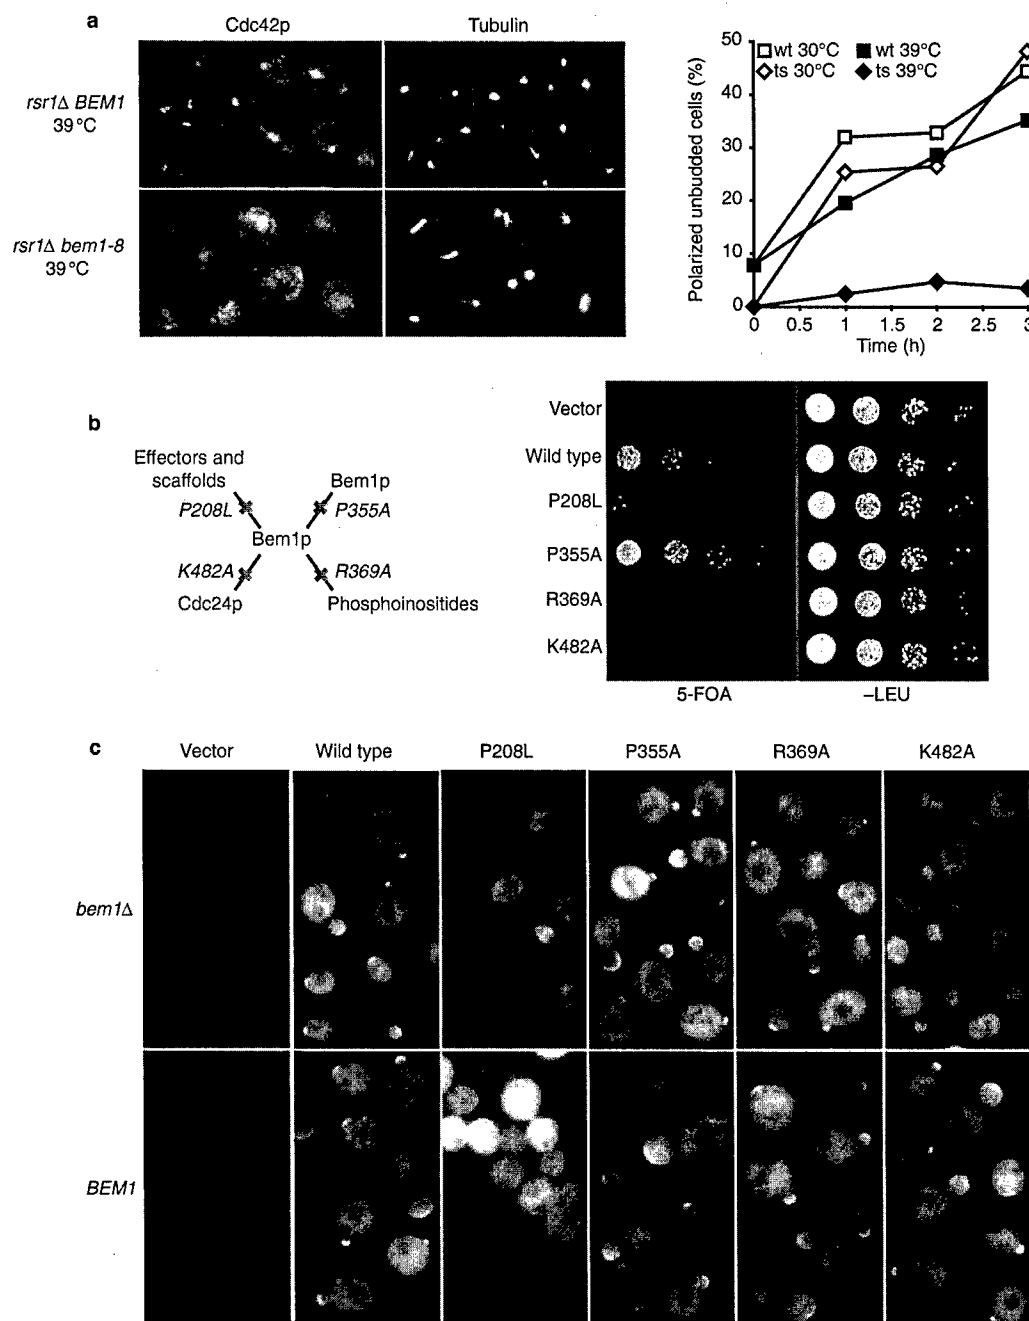 a
Cdc42p
Tubulin
rsr1Δ BEM1
39°C
rsr1Δ bem1-8
39°C
Polarized unbudded cells (%)
50
40
30
20
10
0
wt 30°C
wt 39°C
ts 30°C
ts 39°C
0 0.5 1 1.5 2 2.5 3
Time (h)
b
Effectors and
scaffolds
P208L
Bem1p
P355A
Bem1p
K482A
Cdc24p
R369A
Phosphoinositides
Vector
Wild type
P208L
P355A
R369A
K482A
5-FOA
–LEU
c
Vector
Wild type
P208L
P355A
R369A
K482A
bem1Δ
BEM1